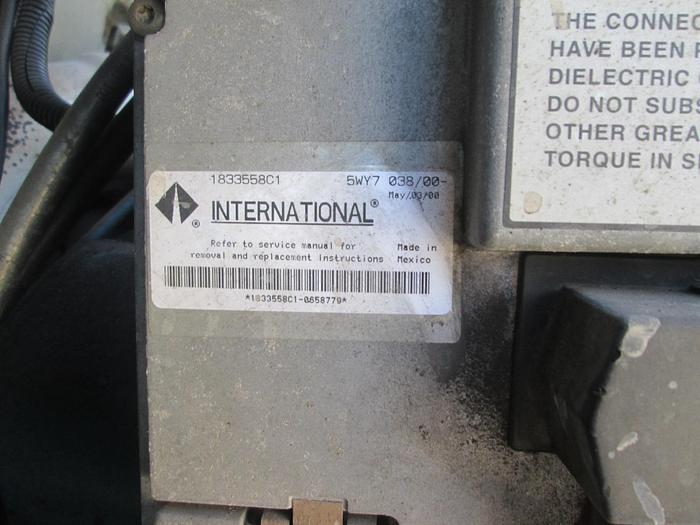 1833558C1 5WY7 038/00-
May/03/00
INTERNATIONAL®
®
Refer to service manual for Made in
removal and replacement instructions Mexico
*1833558C1-0658779*
THE CONNEC
HAVE BEEN
DIELECTRIC
DO NOT SUBS
OTHER GREA
TORQUE IN S